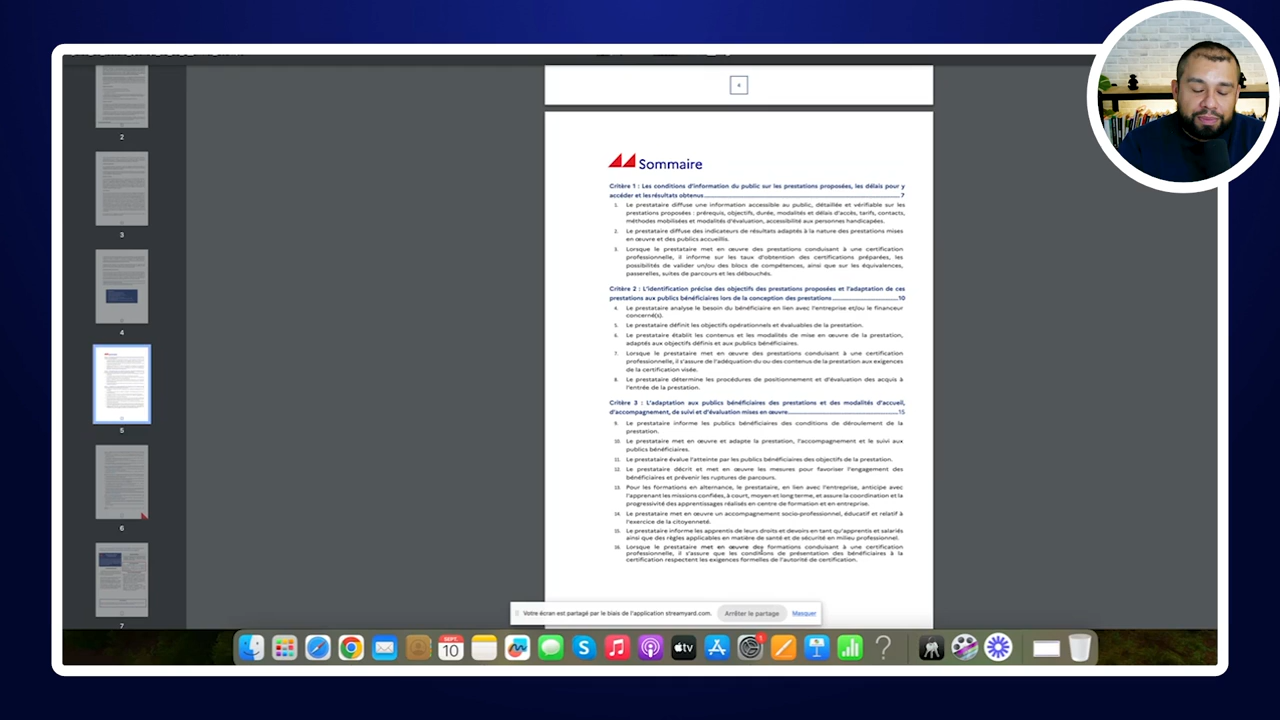 4
Sommaire
Critère 1 : Les conditions d'information du public sur les prestations proposées, les délais pour y
accéder et les résultats obtenus 7
1. Le prestataire diffuse une information accessible au public, détaillée et vérifiable sur les
prestations proposées : prérequis, objectifs, durée, modalités et délais d'accès, tarifs, contacts,
méthodes mobilisées et modalités d'évaluation, accessibilité aux personnes handicapées.
2. Le prestataire diffuse des indicateurs de résultats adaptés à la nature des prestations mises
en œuvre et des publics accueillis.
3. Lorsque le prestataire met en œuvre des prestations conduisant à une certification
professionnelle, il informe sur les taux d'obtention des certifications préparées, les
possibilités de valider un/ou des blocs de compétences, ainsi que sur les équivalences,
passerelles, suites de parcours et les débouchés.
Critère 2 : L'identification précise des objectifs des prestations proposées et l'adaptation de ces
prestations aux publics bénéficiaires lors de la conception des prestations 10
4. Le prestataire analyse le besoin du bénéficiaire en lien avec l'entreprise et/ou le financeur
concerné(s).
5. Le prestataire définit les objectifs opérationnels et évaluables de la prestation.
6. Le prestataire établit les contenus et les modalités de mise en œuvre de la prestation,
adaptés aux objectifs définis et aux publics bénéficiaires.
7. Lorsque le prestataire met en œuvre des prestations conduisant à une certification
professionnelle, il s'assure de l'adéquation du ou des contenus de la prestation aux exigences
de la certification visée.
8. Le prestataire détermine les procédures de positionnement et d'évaluation des acquis à
l'entrée de la prestation.
Critère 3 : L'adaptation aux publics bénéficiaires des prestations et des modalités d'accueil,
d'accompagnement, de suivi et d'évaluation mises en œuvre 15
9. Le prestataire informe les publics bénéficiaires des conditions de déroulement de la
prestation.
10. Le prestataire met en œuvre et adapte la prestation, l'accompagnement et le suivi aux
publics bénéficiaires.
11. Le prestataire évalue l'atteinte par les publics bénéficiaires des objectifs de la prestation.
12. Le prestataire décrit et met en œuvre les mesures pour favoriser l'engagement des
bénéficiaires et prévenir les ruptures de parcours.
13. Pour les formations en alternance, le prestataire, en lien avec l'entreprise, anticipe avec
l'apprenant les missions confiées, à court, moyen et long terme, et assure la coordination et la
progressivité des apprentissages réalisés en centre de formation et en entreprise.
14. Le prestataire met en œuvre un accompagnement socio-professionnel, éducatif et relatif à
l'exercice de la citoyenneté.
15. Le prestataire informe les apprentis de leurs droits et devoirs en tant qu'apprentis et salariés
ainsi que des règles applicables en matière de santé et de sécurité en milieu professionnel.
16. Lorsque le prestataire met en œuvre des formations conduisant à une certification
professionnelle, il s'assure que les conditions de présentation des bénéficiaires à la
certification respectent les exigences formelles de l'autorité de certification.
2
3
4
5
6
7
Sommaire
Votre écran est partagé par le biais de l'application streamyard.com.
Arrêter le partage
Masquer
SEPT.
10
tv
1